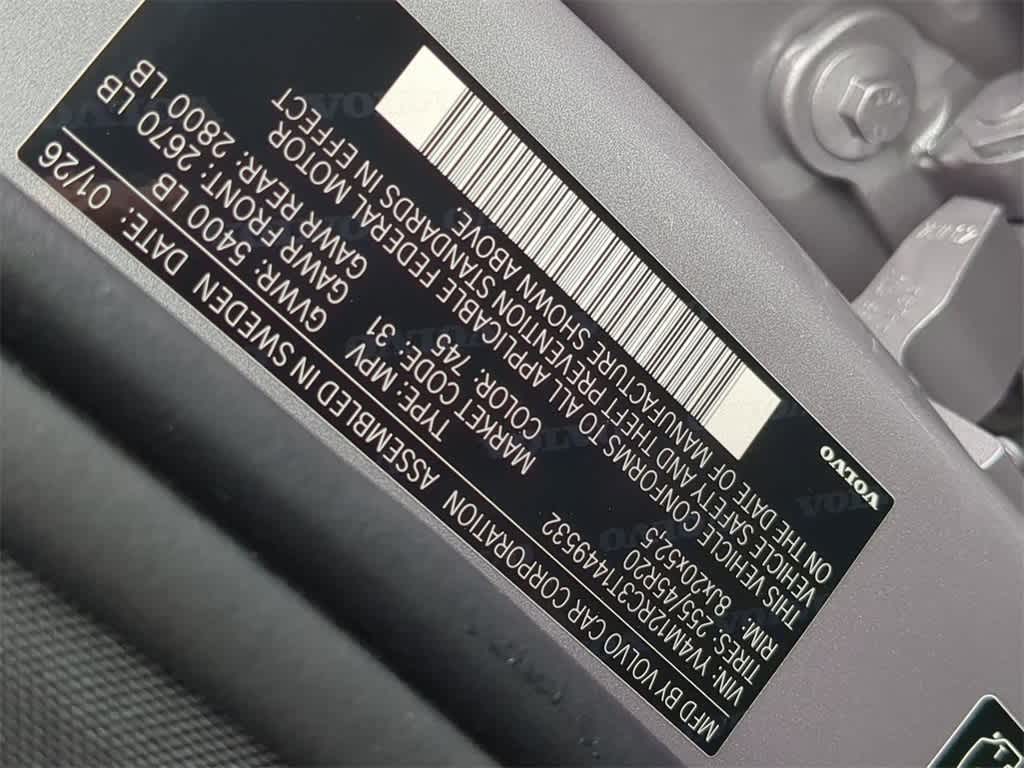 MFD BY VOLVO CAR CORPORATION ASSEMBLED IN SWEDEN DATE: 01/26
VIN: YV4M12RC3T1449532 GVWR: 5400 LB
TIRES: 255/45R20 TYPE: MPV GAWR FRONT: 2670 LB
RIM: 8Jx20x52,5 MARKET CODE: 31 GAWR REAR: 2800 LB
COLOR: 745
THIS VEHICLE CONFORMS TO ALL APPLICABLE FEDERAL MOTOR
VEHICLE SAFETY AND THEFT PREVENTION STANDARDS IN EFFECT
ON THE DATE OF MANUFACTURE SHOWN ABOVE
VOLVO